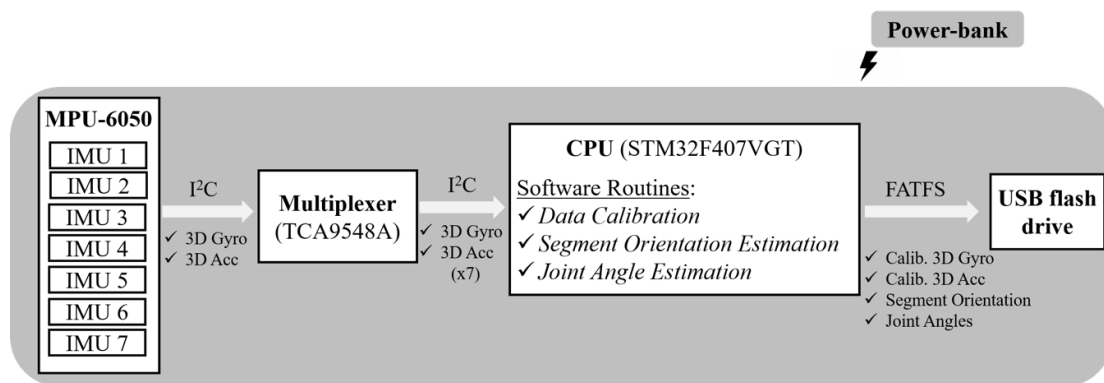 Power-bank
MPU-6050
IMU 1
IMU 2
IMU 3
IMU 4
IMU 5
IMU 6
IMU 7
I²C
✓ 3D Gyro
✓ 3D Acc
Multiplexer
(TCA9548A)
I²C
✓ 3D Gyro
✓ 3D Acc
(x7)
CPU (STM32F407VGT)
Software Routines:
✓ Data Calibration
✓ Segment Orientation Estimation
✓ Joint Angle Estimation
FATFS
✓ Calib. 3D Gyro
✓ Calib. 3D Acc
✓ Segment Orientation
✓ Joint Angles
USB flash
drive